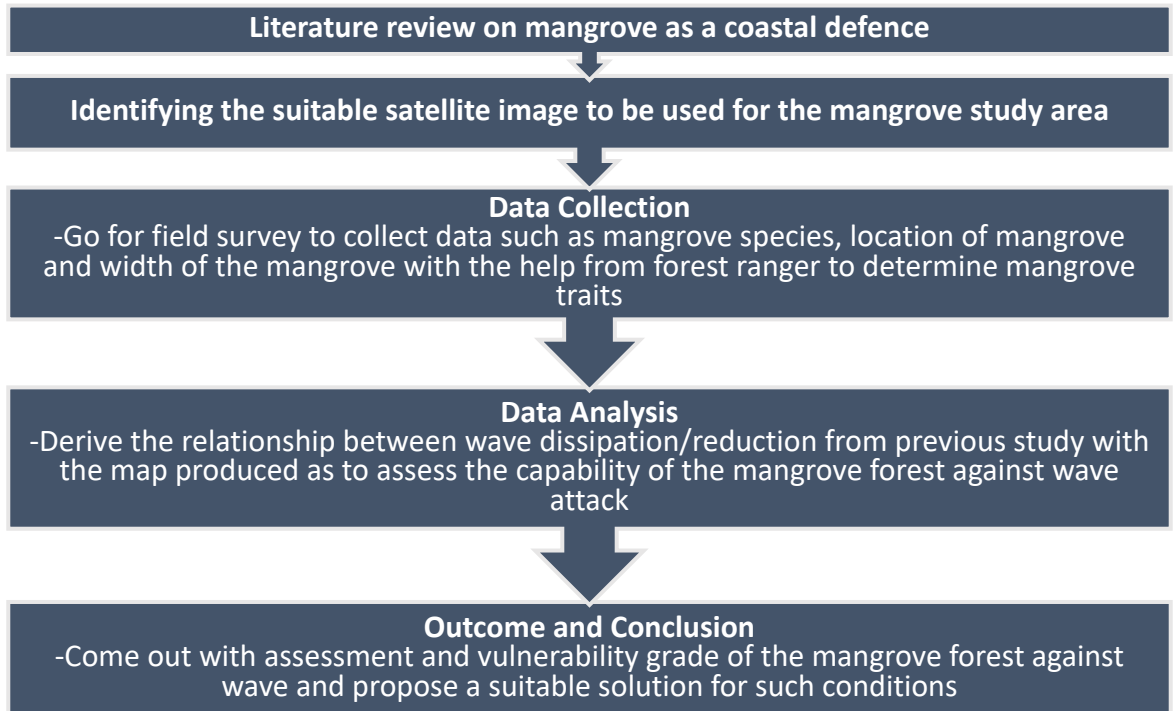 Literature review on mangrove as a coastal defence
Identifying the suitable satellite image to be used for the mangrove study area
Data Collection
-Go for field survey to collect data such as mangrove species, location of mangrove
and width of the mangrove with the help from forest ranger to determine mangrove
traits
Data Analysis
-Derive the relationship between wave dissipation/reduction from previous study with
the map produced as to assess the capability of the mangrove forest against wave
attack
Outcome and Conclusion
-Come out with assessment and vulnerability grade of the mangrove forest against
wave and propose a suitable solution for such conditions